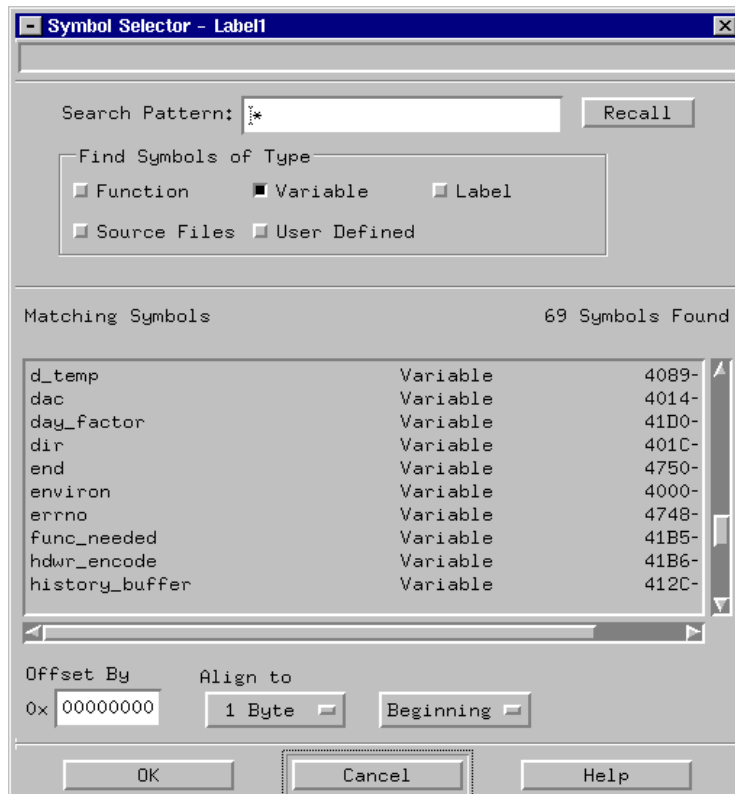 Symbol Selector - Label1
Search Pattern: *
Recall
Find Symbols of Type
Function Variable Label
Source Files User Defined
Matching Symbols 69 Symbols Found
d_temp Variable 4089-
dac Variable 4014-
day_factor Variable 41D0-
dir Variable 401C-
end Variable 4750-
environ Variable 4000-
errno Variable 4748-
func_needed Variable 41B5-
hdwr_encode Variable 41B6-
history_buffer Variable 412C-
Offset By Align to
0x 00000000 1 Byte Beginning
OK Cancel Help